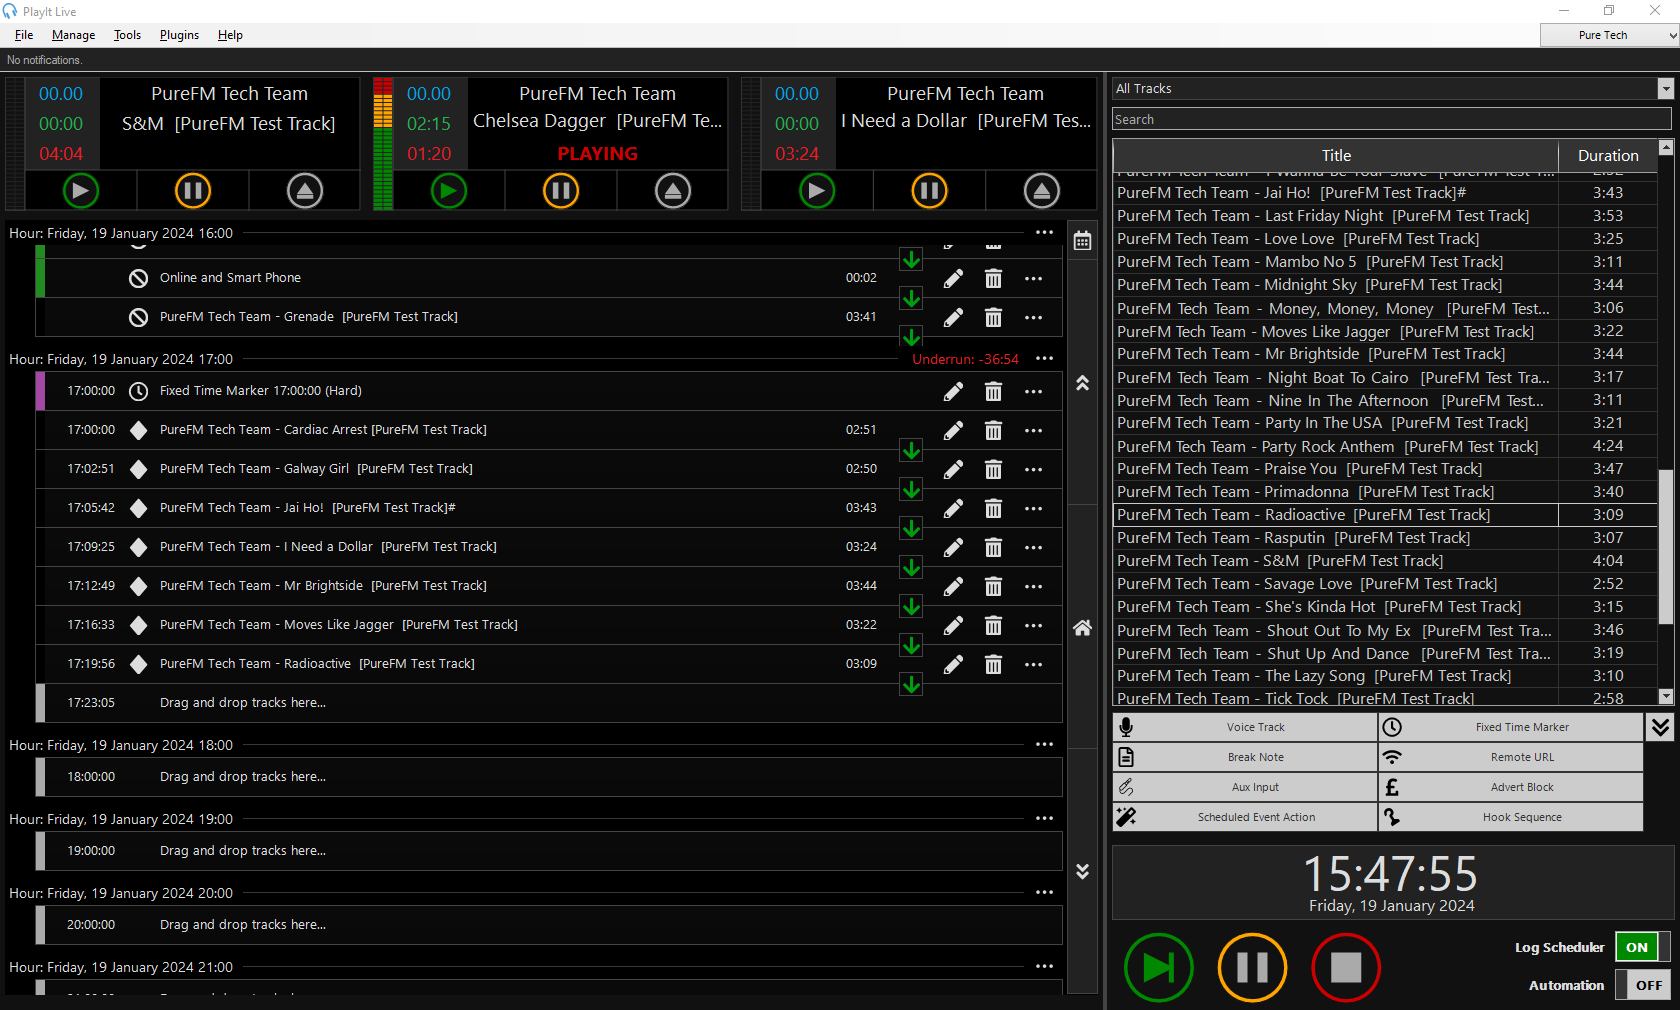 PlayIt Live
File Manage Tools Plugins Help
Pure Tech
No notifications.
00.00 PureFM Tech Team
00:00 S&M [PureFM Test Track]
04:04
00.00 PureFM Tech Team
02:15 Chelsea Dagger [PureFM Te...
01:20 PLAYING
00.00 PureFM Tech Team
00:00 I Need a Dollar [PureFM Tes...
03:24
Hour: Friday, 19 January 2024 16:00
Online and Smart Phone 00:02
PureFM Tech Team - Grenade [PureFM Test Track] 03:41
Hour: Friday, 19 January 2024 17:00 Underrun: -36:54
17:00:00 Fixed Time Marker 17:00:00 (Hard)
17:00:00 PureFM Tech Team - Cardiac Arrest [PureFM Test Track] 02:51
17:02:51 PureFM Tech Team - Galway Girl [PureFM Test Track] 02:50
17:05:42 PureFM Tech Team - Jai Ho! [PureFM Test Track]# 03:43
17:09:25 PureFM Tech Team - I Need a Dollar [PureFM Test Track] 03:24
17:12:49 PureFM Tech Team - Mr Brightside [PureFM Test Track] 03:44
17:16:33 PureFM Tech Team - Moves Like Jagger [PureFM Test Track] 03:22
17:19:56 PureFM Tech Team - Radioactive [PureFM Test Track] 03:09
17:23:05 Drag and drop tracks here...
Hour: Friday, 19 January 2024 18:00
18:00:00 Drag and drop tracks here...
Hour: Friday, 19 January 2024 19:00
19:00:00 Drag and drop tracks here...
Hour: Friday, 19 January 2024 20:00
20:00:00 Drag and drop tracks here...
Hour: Friday, 19 January 2024 21:00
All Tracks
Search
Title Duration
PureFM Tech Team - I Wanna Be Your Slave [PureFM Test T...
PureFM Tech Team - Jai Ho! [PureFM Test Track]# 3:43
PureFM Tech Team - Last Friday Night [PureFM Test Track] 3:53
PureFM Tech Team - Love Love [PureFM Test Track] 3:25
PureFM Tech Team - Mambo No 5 [PureFM Test Track] 3:11
PureFM Tech Team - Midnight Sky [PureFM Test Track] 3:44
PureFM Tech Team - Money, Money, Money [PureFM Test... 3:06
PureFM Tech Team - Moves Like Jagger [PureFM Test Track] 3:22
PureFM Tech Team - Mr Brightside [PureFM Test Track] 3:44
PureFM Tech Team - Night Boat To Cairo [PureFM Test Tra... 3:17
PureFM Tech Team - Nine In The Afternoon [PureFM Test... 3:11
PureFM Tech Team - Party In The USA [PureFM Test Track] 3:21
PureFM Tech Team - Party Rock Anthem [PureFM Test Track] 4:24
PureFM Tech Team - Praise You [PureFM Test Track] 3:47
PureFM Tech Team - Primadonna [PureFM Test Track] 3:40
PureFM Tech Team - Radioactive [PureFM Test Track] 3:09
PureFM Tech Team - Rasputin [PureFM Test Track] 3:07
PureFM Tech Team - S&M [PureFM Test Track] 4:04
PureFM Tech Team - Savage Love [PureFM Test Track] 2:52
PureFM Tech Team - She's Kinda Hot [PureFM Test Track] 3:15
PureFM Tech Team - Shout Out To My Ex [PureFM Test Tra... 3:46
PureFM Tech Team - Shut Up And Dance [PureFM Test Tra... 3:19
PureFM Tech Team - The Lazy Song [PureFM Test Track] 3:10
PureFM Tech Team - Tick Tock [PureFM Test Track] 2:58
Voice Track Fixed Time Marker
Break Note Remote URL
Aux Input Advert Block
Scheduled Event Action Hook Sequence
15:47:55
Friday, 19 January 2024
Log Scheduler ON
Automation OFF